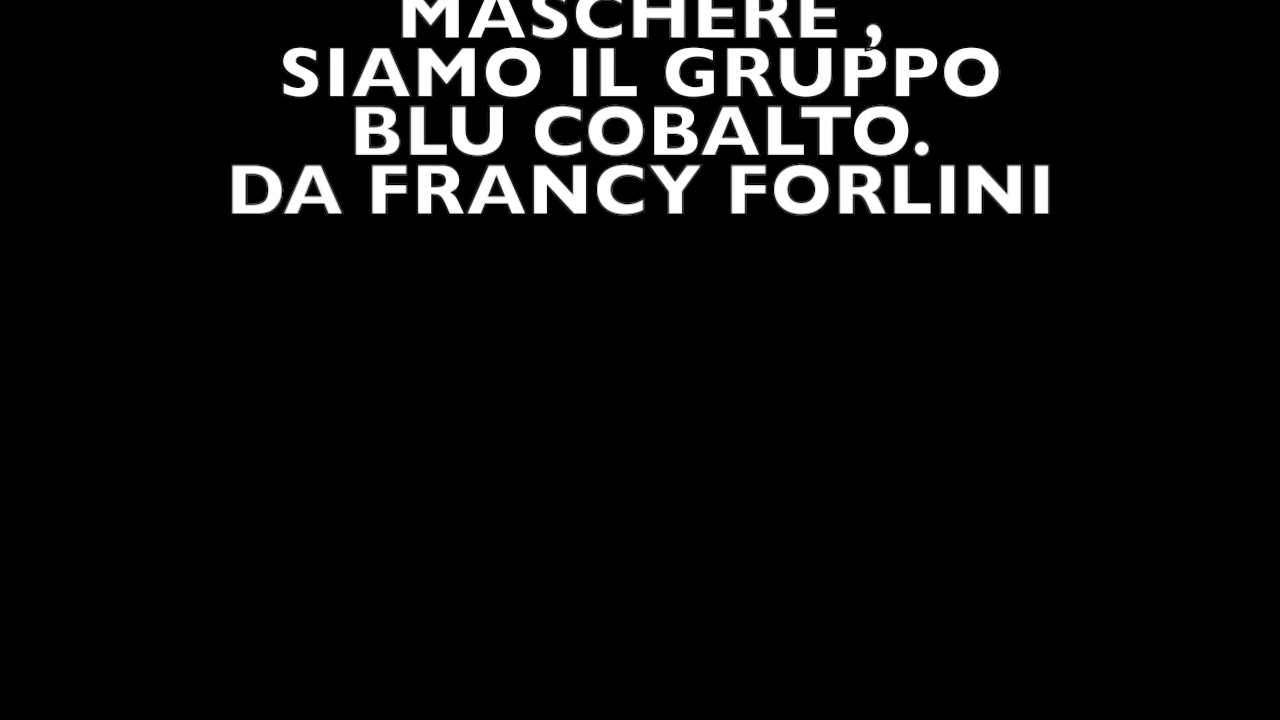 MASCHERE ,
SIAMO IL GRUPPO
BLU COBALTO.
DA FRANCY FORLINI